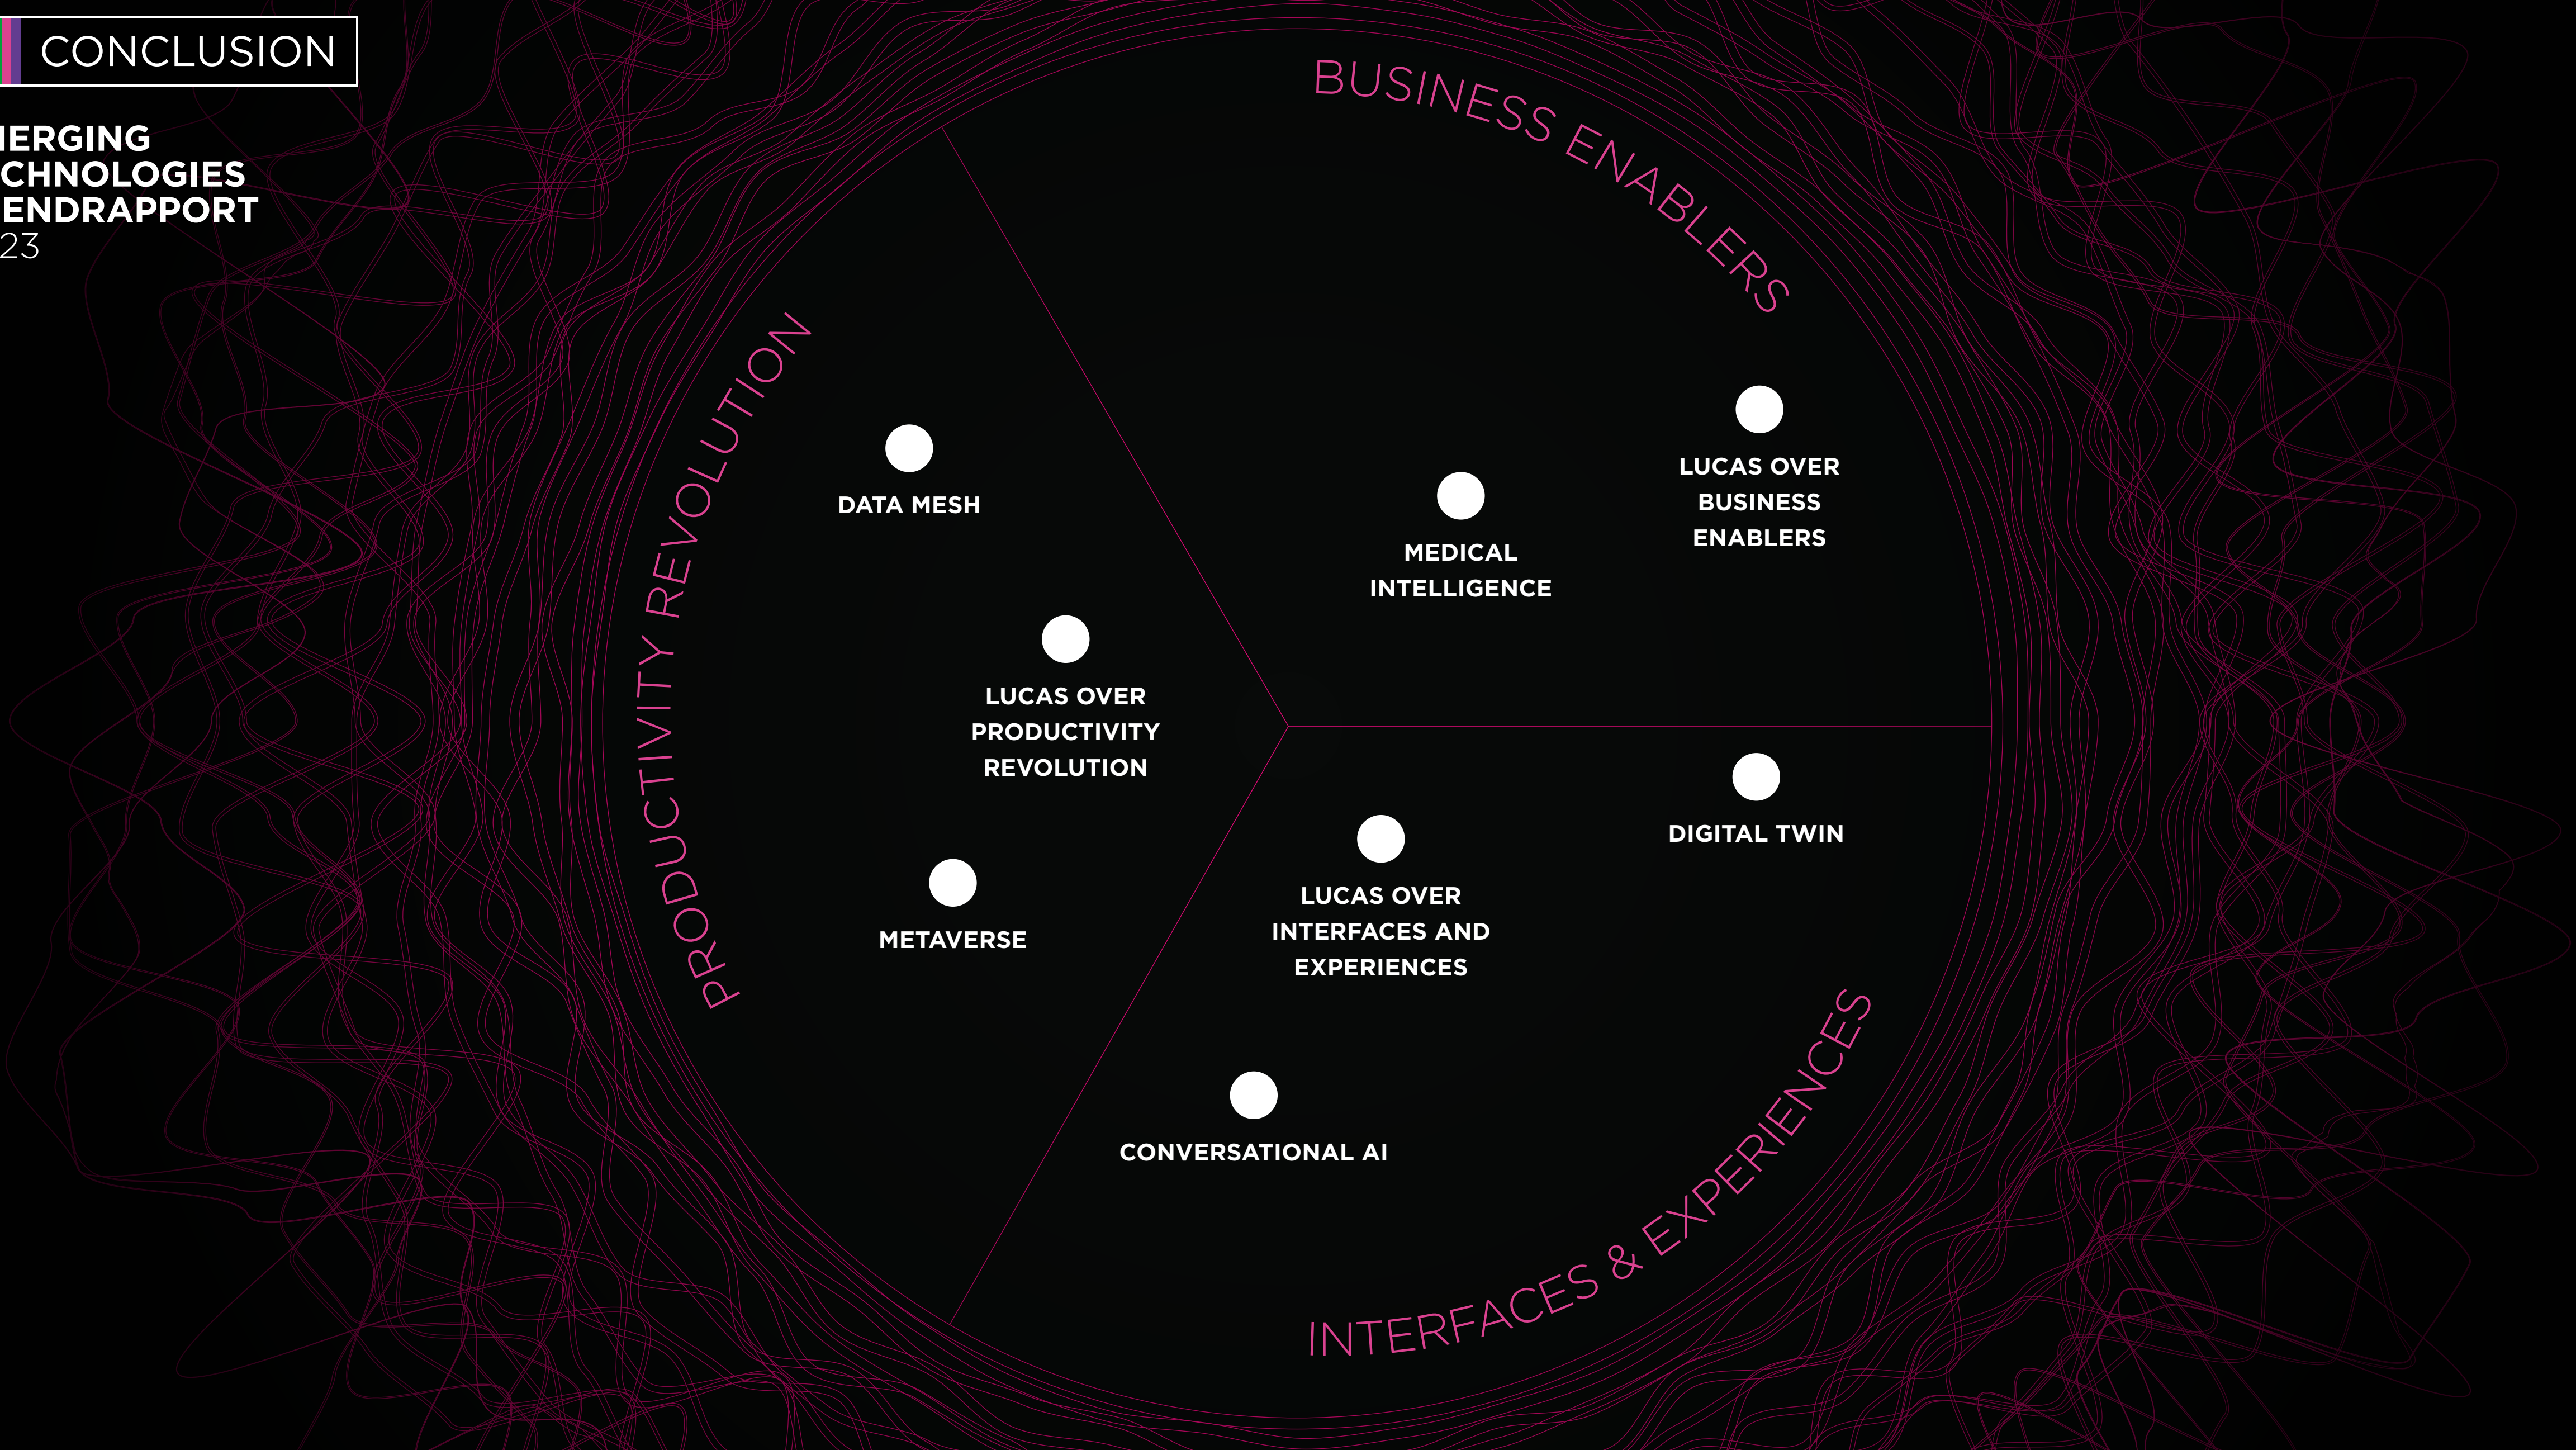 CONCLUSION
MERGING
CHNOLOGIES
ENDRAPPORT
23
BUSINESS ENABLERS
PRODUCTIVITY REVOLUTION
DATA MESH
LUCAS OVER
BUSINESS
ENABLERS
MEDICAL
INTELLIGENCE
LUCAS OVER
PRODUCTIVITY
REVOLUTION
DIGITAL TWIN
METAVERSE
LUCAS OVER
INTERFACES AND
EXPERIENCES
CONVERSATIONAL AI
INTERFACES & EXPERIENCES